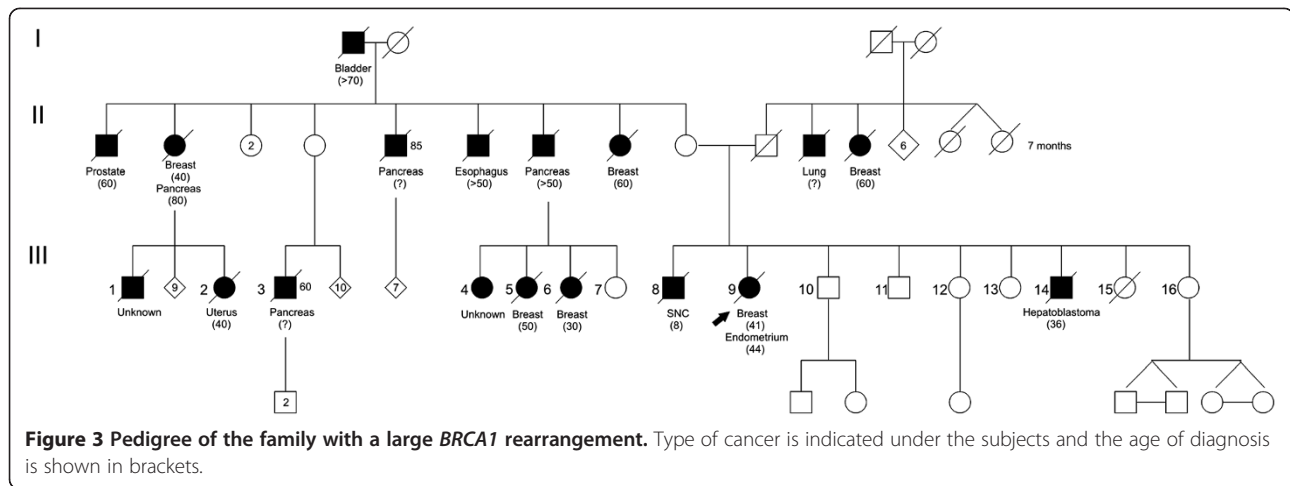 I
Bladder
(>70)
II
2
85
6
7 months
Prostate
(60)
Breast
(40)
Pancreas
(80)
Pancreas
(?)
Esophagus
(>50)
Pancreas
(>50)
Breast
(60)
Lung
(?)
Breast
(60)
III
1
9
2
3
60
10
7
4
5
6
7
8
9
10
11
12
13
14
15
16
Unknown
Uterus
(40)
Pancreas
(?)
Unknown
Breast
(50)
Breast
(30)
SNC
(8)
Breast
(41)
Endometrium
(44)
Hepatoblastoma
(36)
2
Figure 3 Pedigree of the family with a large BRCA1 rearrangement. Type of cancer is indicated under the subjects and the age of diagnosis
is shown in brackets.